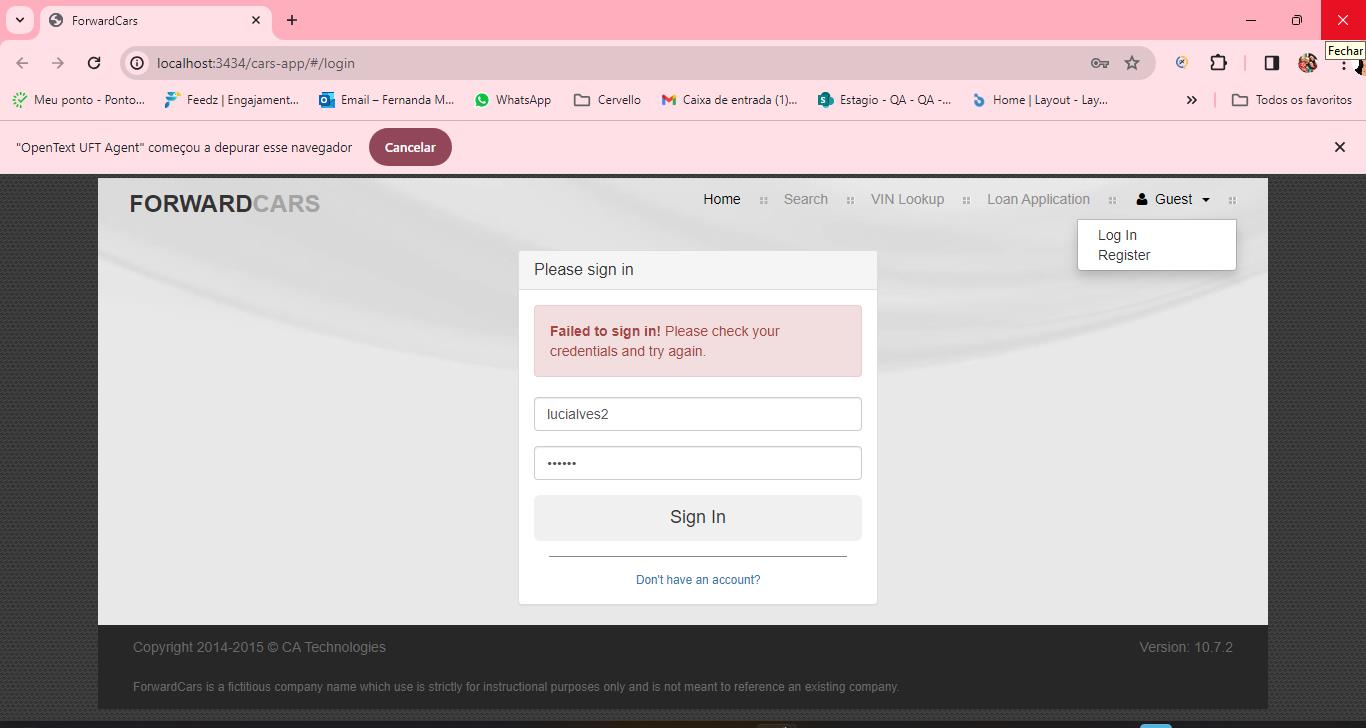 ForwardCars
Fechar
localhost:3434/cars-app/#/login
Meu ponto - Ponto... Feedz | Engajament... Email – Fernanda M... WhatsApp Cervello Caixa de entrada (1)... Estagio - QA - QA -... Home | Layout - Lay... Todos os favoritos
"OpenText UFT Agent" começou a depurar esse navegador Cancelar
FORWARDCARS Home Search VIN Lookup Loan Application Guest
Log In
Register
Please sign in
Failed to sign in! Please check your
credentials and try again.
lucialves2
••••••
Sign In
Don't have an account?
Copyright 2014-2015 © CA Technologies Version: 10.7.2
ForwardCars is a fictitious company name which use is strictly for instructional purposes only and is not meant to reference an existing company.